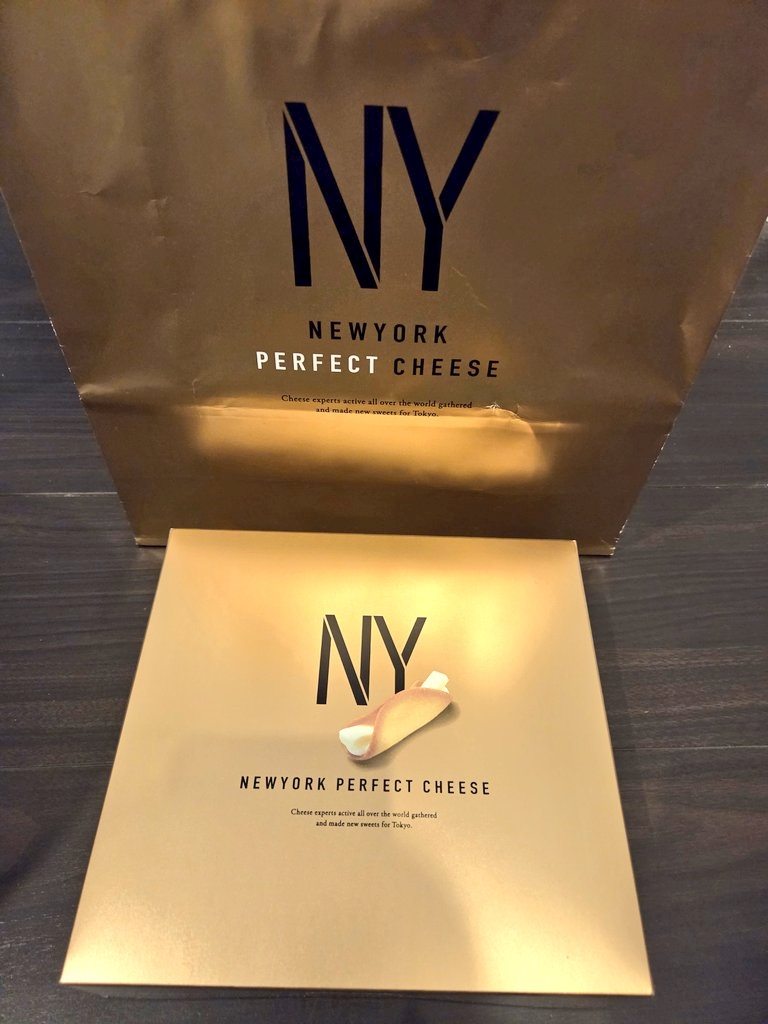 NY
NEWYORK
PERFECT CHEESE
Cheese experts active all over the world gathered
and made new sweets for Tokyo.
NY
NEWYORK PERFECT CHEESE
Cheese experts active all over the world gathered
and made new sweets for Tokyo.